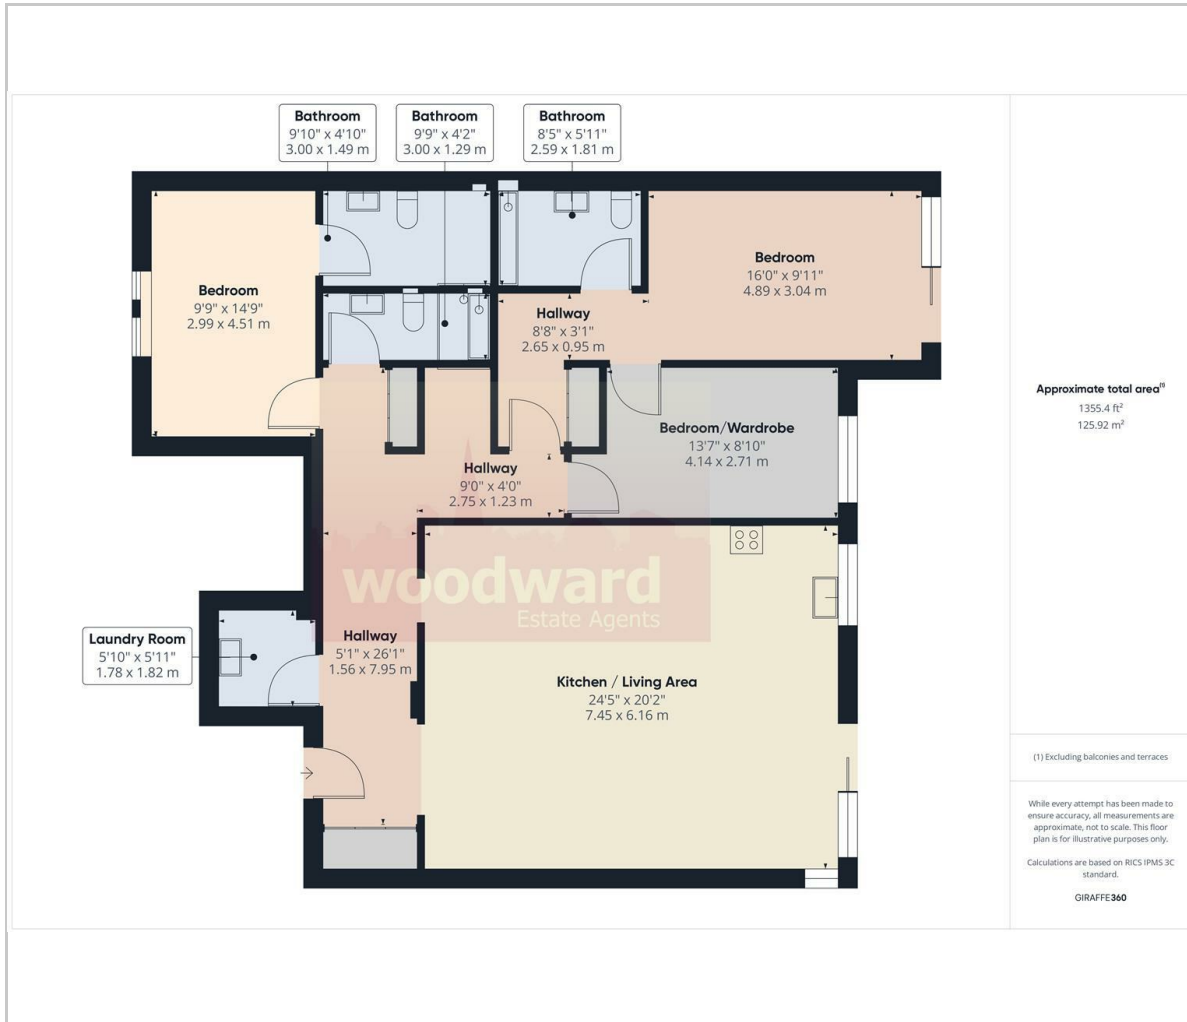 Bathroom
9'10" x 4'10"
3.00 x 1.49 m
Bathroom
9'9" x 4'2"
3.00 x 1.29 m
Bathroom
8'5" x 5'11"
2.59 x 1.81 m
Bedroom
9'9" x 14'9"
2.99 x 4.51 m
Bedroom
16'0" x 9'11"
4.89 x 3.04 m
Hallway
8'8" x 3'1"
2.65 x 0.95 m
Bedroom/Wardrobe
13'7" x 8'10"
4.14 x 2.71 m
Hallway
9'0" x 4'0"
2.75 x 1.23 m
woodward
Estate Agents
Laundry Room
5'10" x 5'11"
1.78 x 1.82 m
Hallway
5'1" x 26'1"
1.56 x 7.95 m
Kitchen / Living Area
24'5" x 20'2"
7.45 x 6.16 m
Approximate total area(1)
1355.4 ft²
125.92 m²
(1) Excluding balconies and terraces
While every attempt has been made to
ensure accuracy, all measurements are
approximate, not to scale. This floor
plan is for illustrative purposes only.
Calculations are based on RICS IPMS 3C
standard.
GIRAFFE360